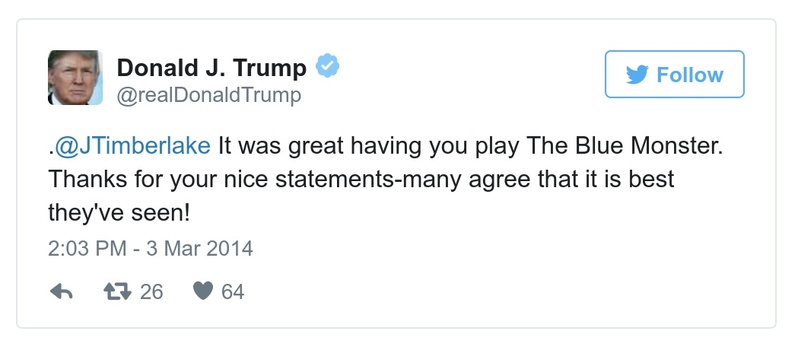 Donald J. Trump
@realDonaldTrump
Follow
.@JTimberlake It was great having you play The Blue Monster.
Thanks for your nice statements-many agree that it is best
they've seen!
2:03 PM - 3 Mar 2014
26 64